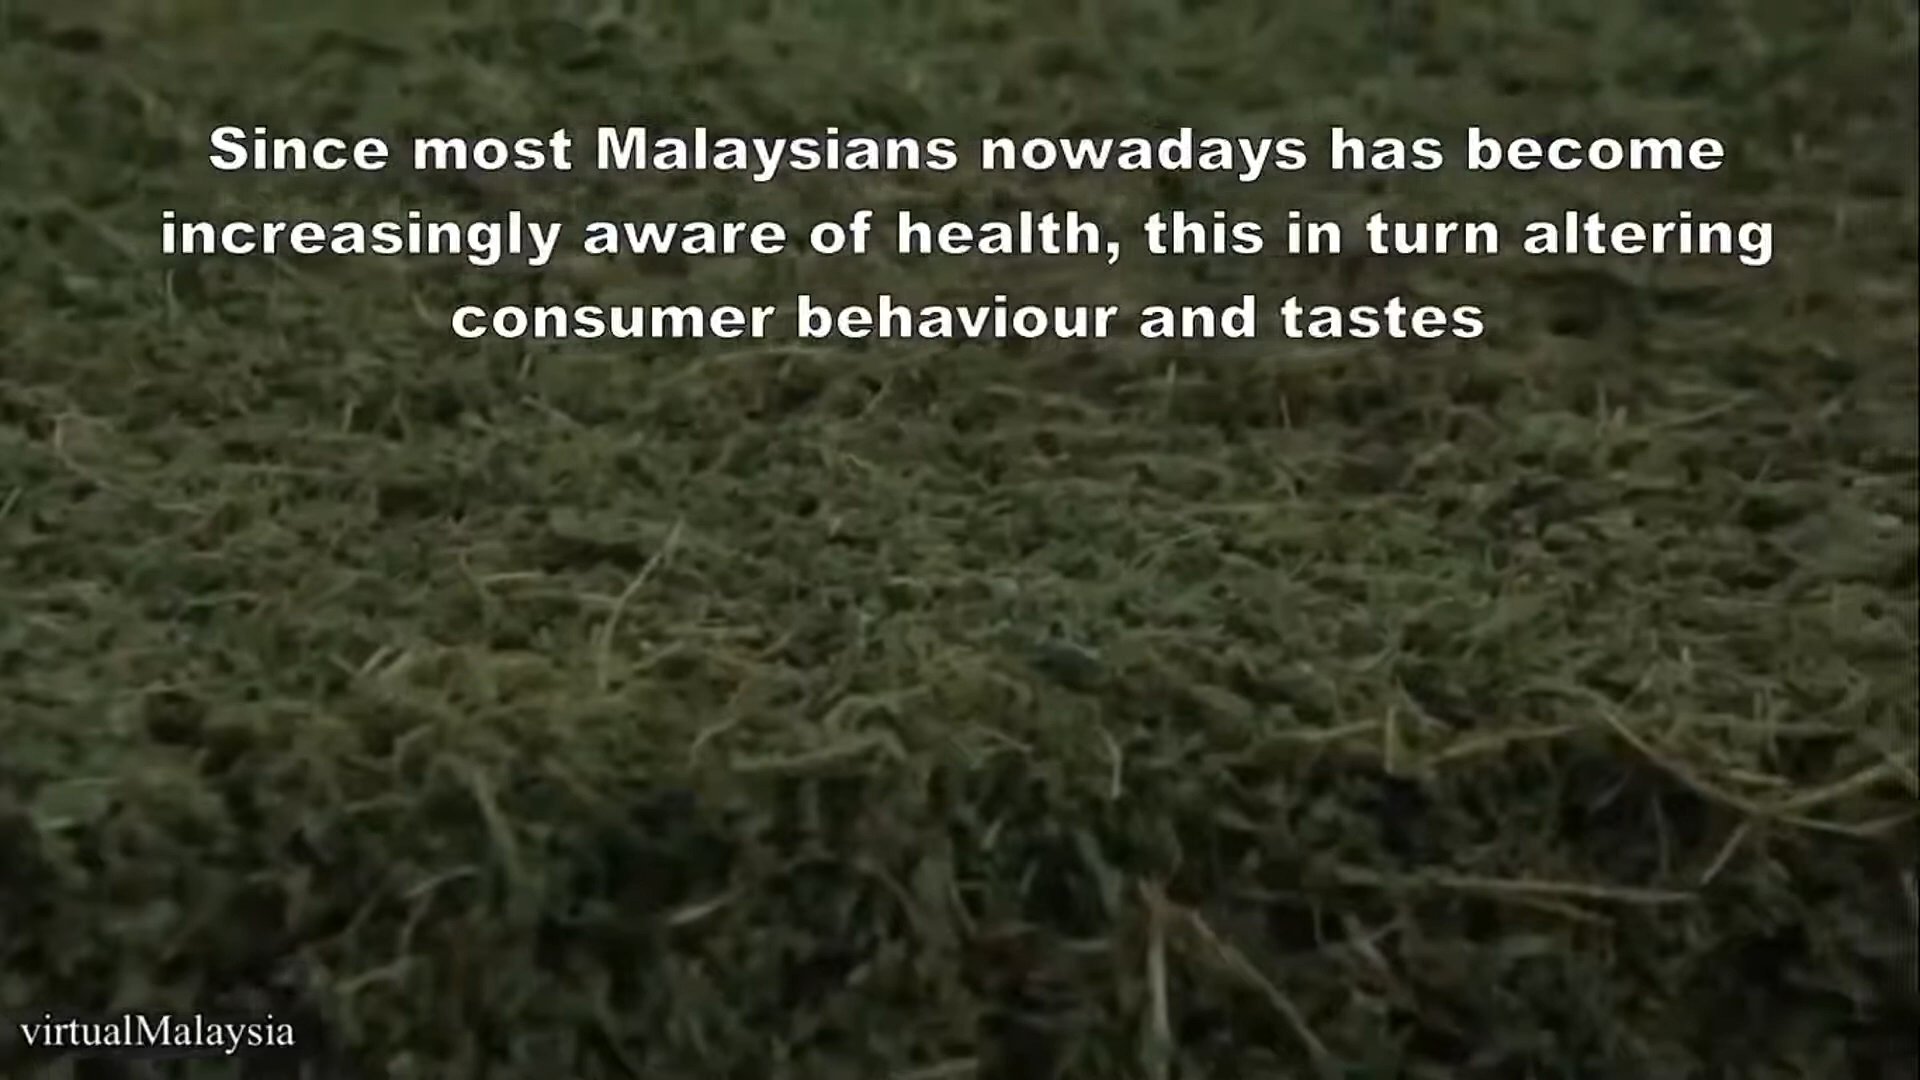 Since most Malaysians nowadays has become
increasingly aware of health, this in turn altering
consumer behaviour and tastes
virtualMalaysia